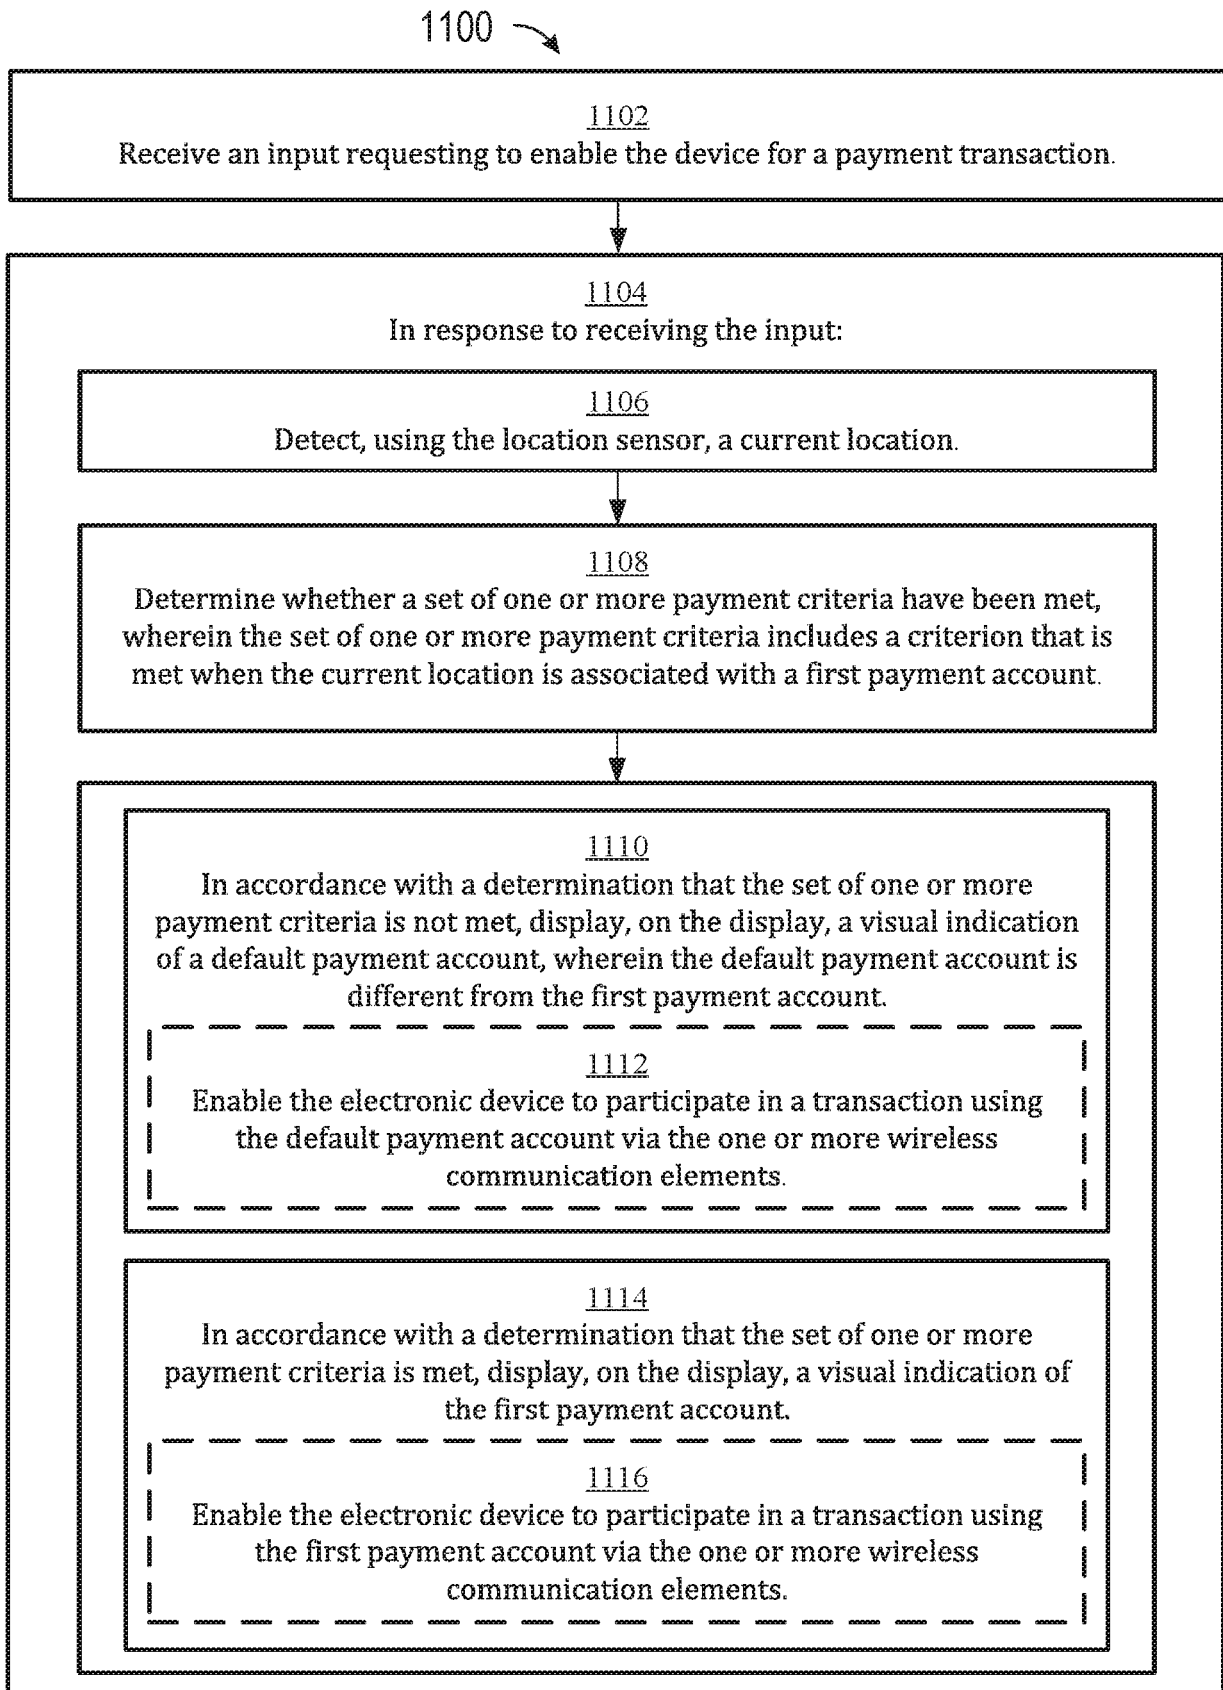 1100
1102
Receive an input requesting to enable the device for a payment transaction.
1104
In response to receiving the input:
1106
Detect, using the location sensor, a current location.
1108
Determine whether a set of one or more payment criteria have been met,
wherein the set of one or more payment criteria includes a criterion that is
met when the current location is associated with a first payment account.
1110
In accordance with a determination that the set of one or more
payment criteria is not met, display, on the display, a visual indication
of a default payment account, wherein the default payment account is
different from the first payment account.
1112
Enable the electronic device to participate in a transaction using
the default payment account via the one or more wireless
communication elements.
1114
In accordance with a determination that the set of one or more
payment criteria is met, display, on the display, a visual indication of
the first payment account.
1116
Enable the electronic device to participate in a transaction using
the first payment account via the one or more wireless
communication elements.